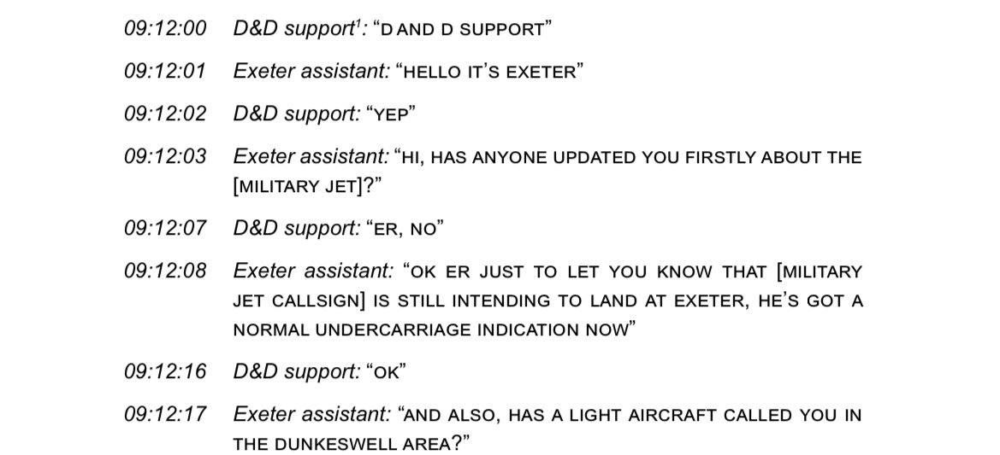 09:12:00 D&D support¹: “D AND D SUPPORT”
09:12:01 Exeter assistant: “HELLO IT’S EXETER”
09:12:02 D&D support: “YEP”
09:12:03 Exeter assistant: “HI, HAS ANYONE UPDATED YOU FIRSTLY ABOUT THE
[MILITARY JET]?”
09:12:07 D&D support: “ER, NO”
09:12:08 Exeter assistant: “OK ER JUST TO LET YOU KNOW THAT [MILITARY
JET CALLSIGN] IS STILL INTENDING TO LAND AT EXETER, HE’S GOT A
NORMAL UNDERCARRIAGE INDICATION NOW”
09:12:16 D&D support: “OK”
09:12:17 Exeter assistant: “AND ALSO, HAS A LIGHT AIRCRAFT CALLED YOU IN
THE DUNKESWELL AREA?”